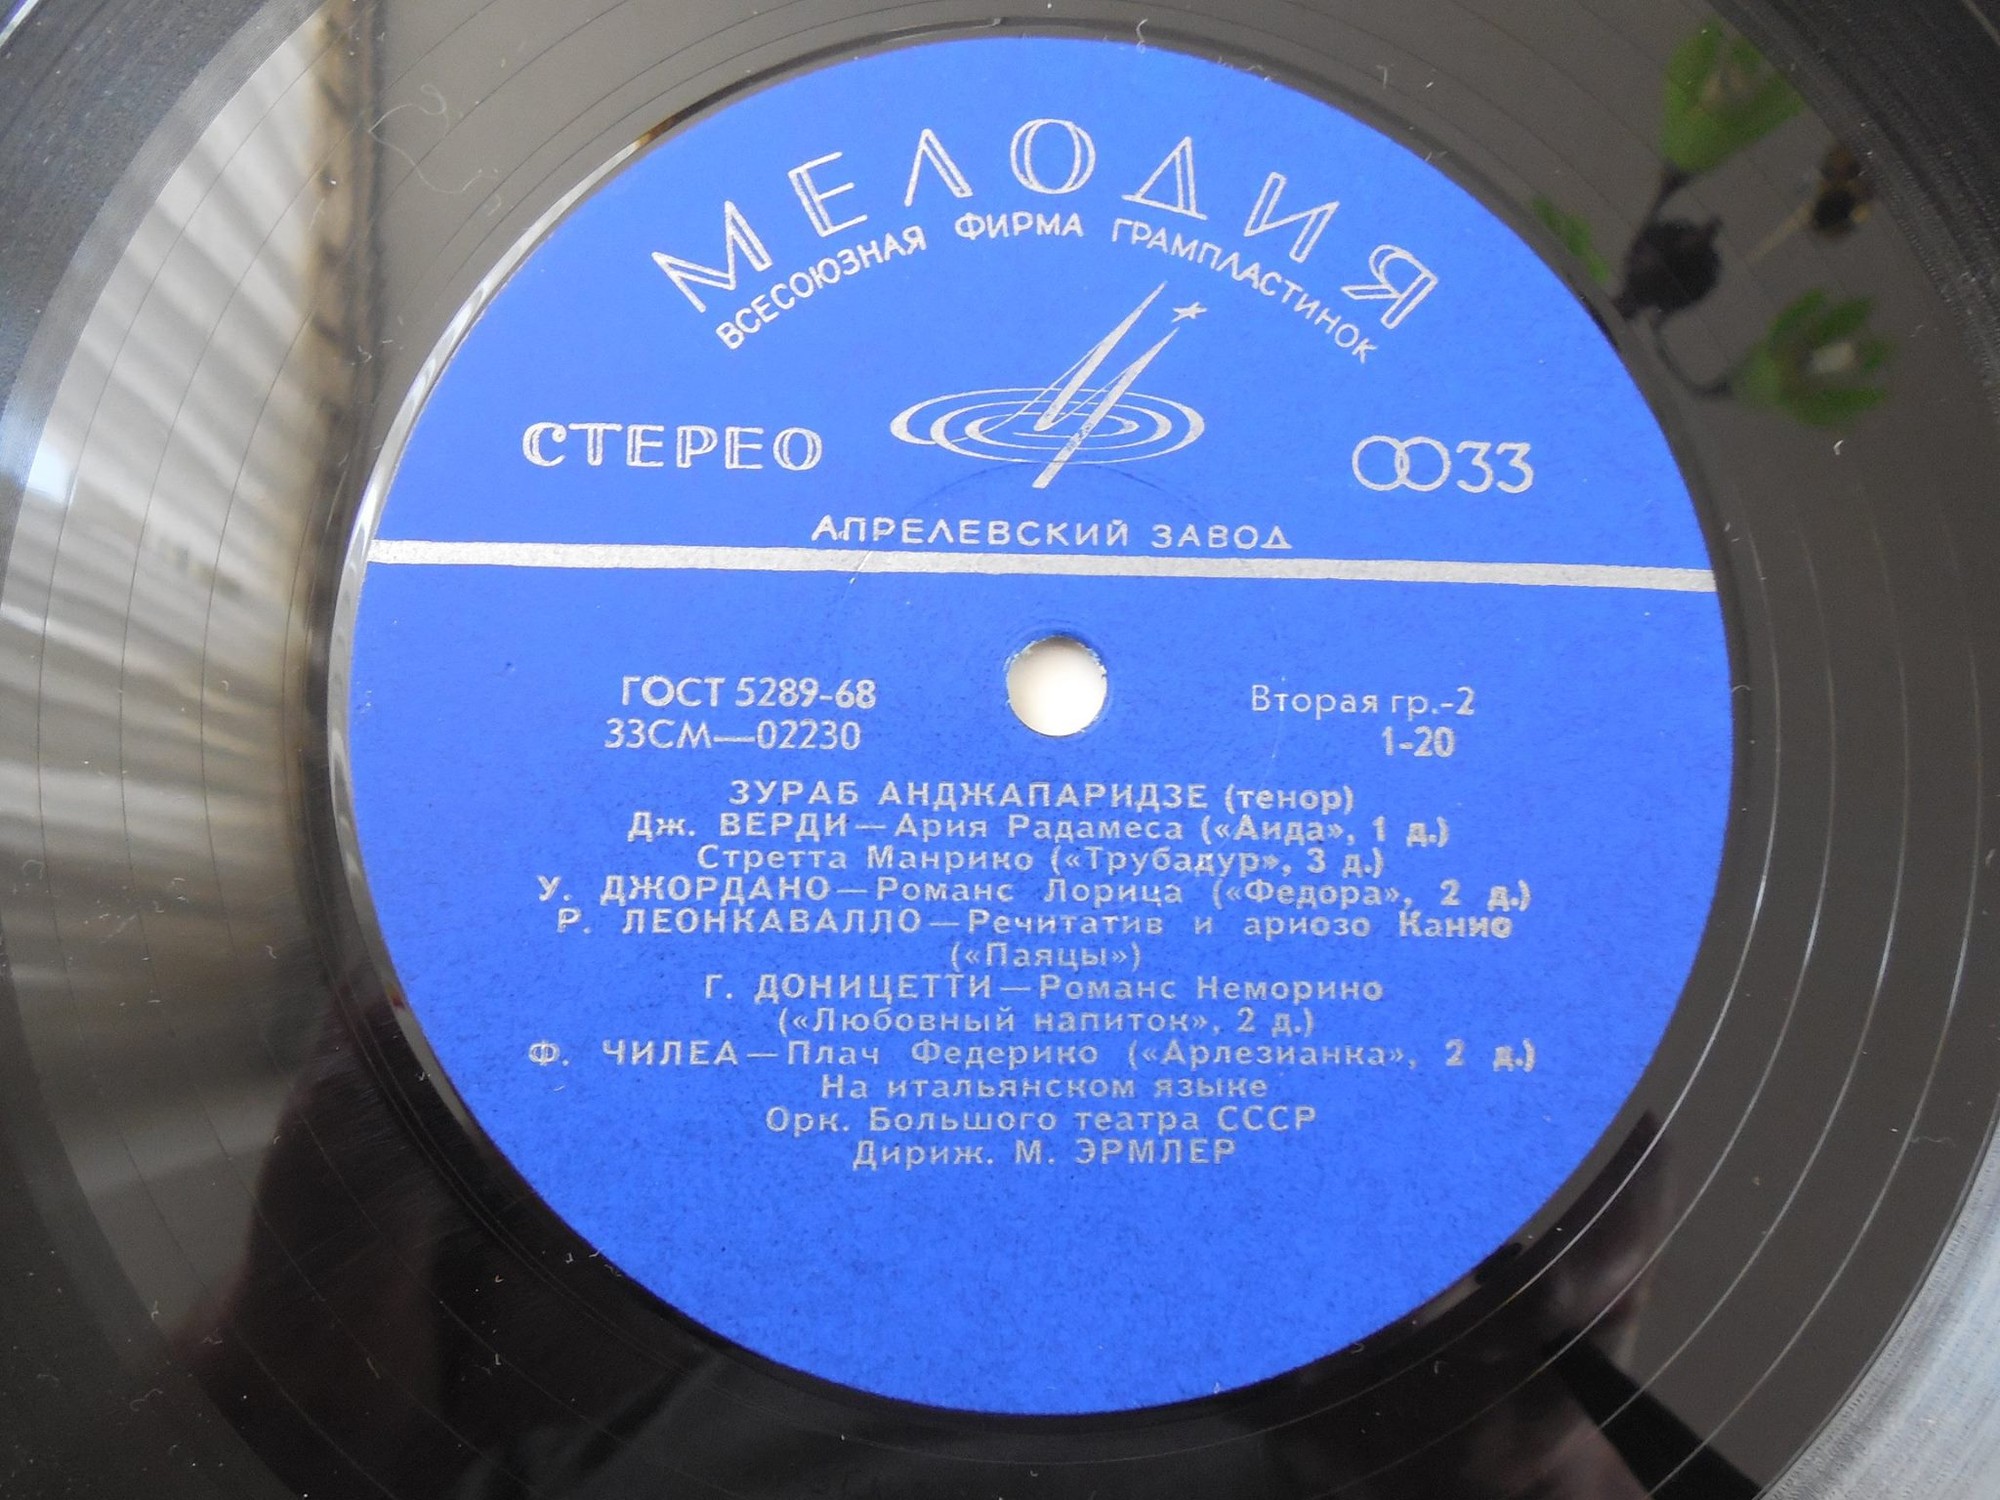 МЕЛОДИЯ
ВСЕСОЮЗНАЯ ФИРМА ГРАМПЛАСТИНОК
СТЕРЕО
33
АПРЕЛЕВСКИЙ ЗАВОД
ГОСТ 5289-68
Вторая гр.-2
33СМ—02230
1-20
ЗУРАБ АНДЖАПАРИДЗЕ (тенор)
Дж. ВЕРДИ—Ария Радамеса («Аида», 1 д.)
Стретта Манрико («Трубадур», 3 д.)
У. ДЖОРДАНО—Романс Лорица («Федора», 2 д.)
Р. ЛЕОНКАВАЛЛО—Речитатив и ариозо Канио
(«Паяцы»)
Г. ДОНИЦЕТТИ—Романс Неморино
(«Любовный напиток», 2 д.)
Ф. ЧИЛЕА—Плач Федерико («Арлезианка», 2 д.)
На итальянском языке
Орк. Большого театра СССР
Дириж. М. ЭРМЛЕР